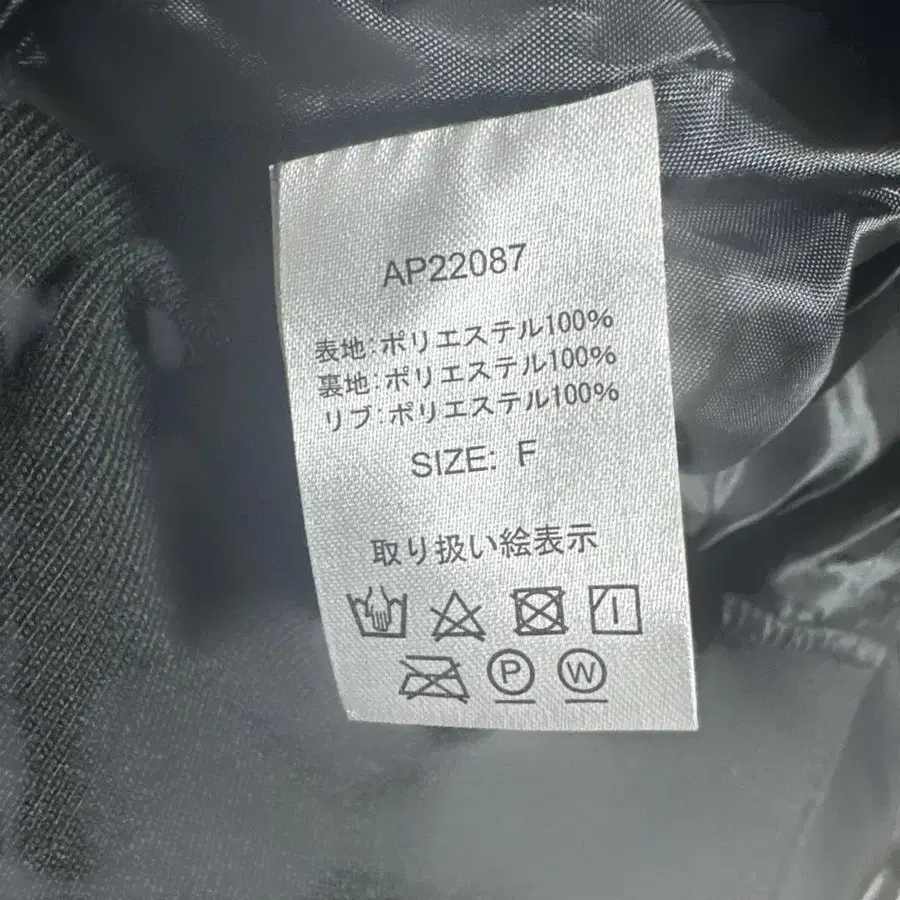 AP22087
表地:ポリエステル100%
裏地:ポリエステル100%
リブ:ポリエステル100%
SIZE: F
取り扱い絵表示
P W